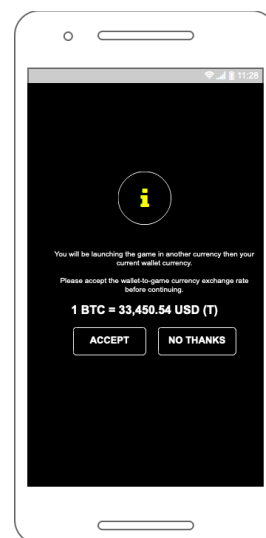 11:28
i
You will be launching the game in another currency then your
current wallet currency.
Please accept the wallet-to-game currency exchange rate
before continuing.
1 BTC = 33,450.54 USD (T)
ACCEPT
NO THANKS